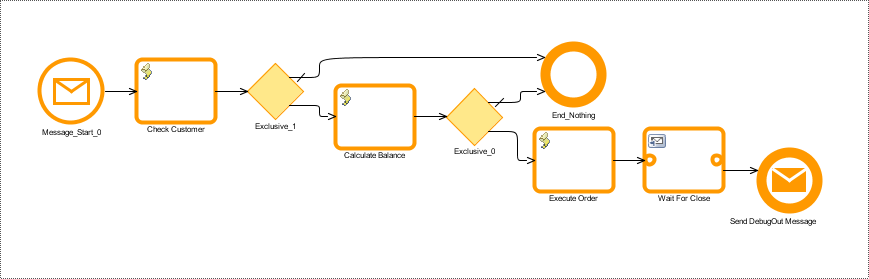 Message_Start_0
Check Customer
Exclusive_1
Calculate Balance
Exclusive_0
End_Nothing
Execute Order
Wait For Close
Send DebugOut Message